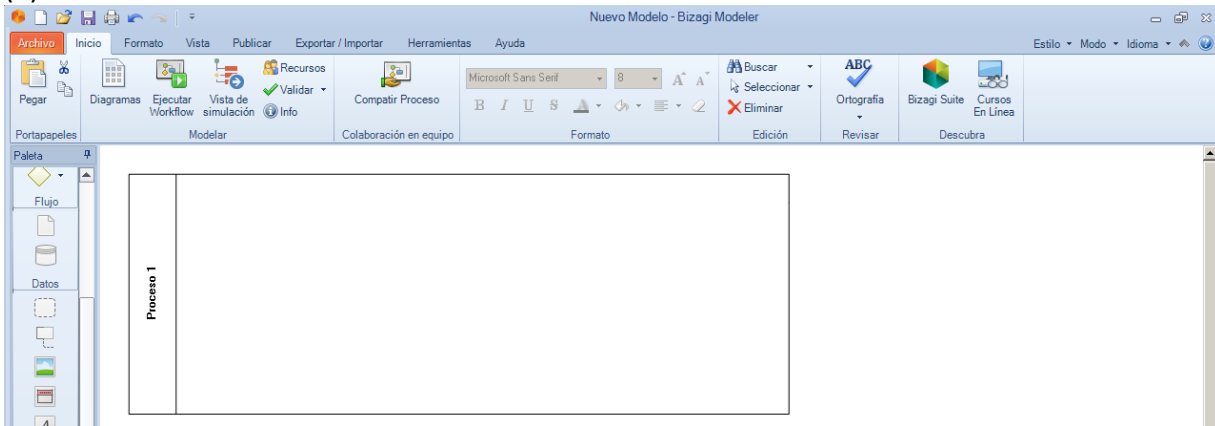 Nuevo Modelo - Bizagi Modeler
Archivo Inicio Formato Vista Publicar Exportar / Importar Herramientas Ayuda Estilo Modo Idioma
Pegar Diagramas Ejecutar Workflow Vista de simulación Recursos Validar Info Compatir Proceso
Microsoft Sans Serif 8 A A
B I U S A
Buscar
Seleccionar
Eliminar
ABC
Ortografía Bizagi Suite Cursos En Línea
Portapapeles Modelar Colaboración en equipo Formato Edición Revisar Descubra
Paleta
Flujo
Datos
Proceso 1